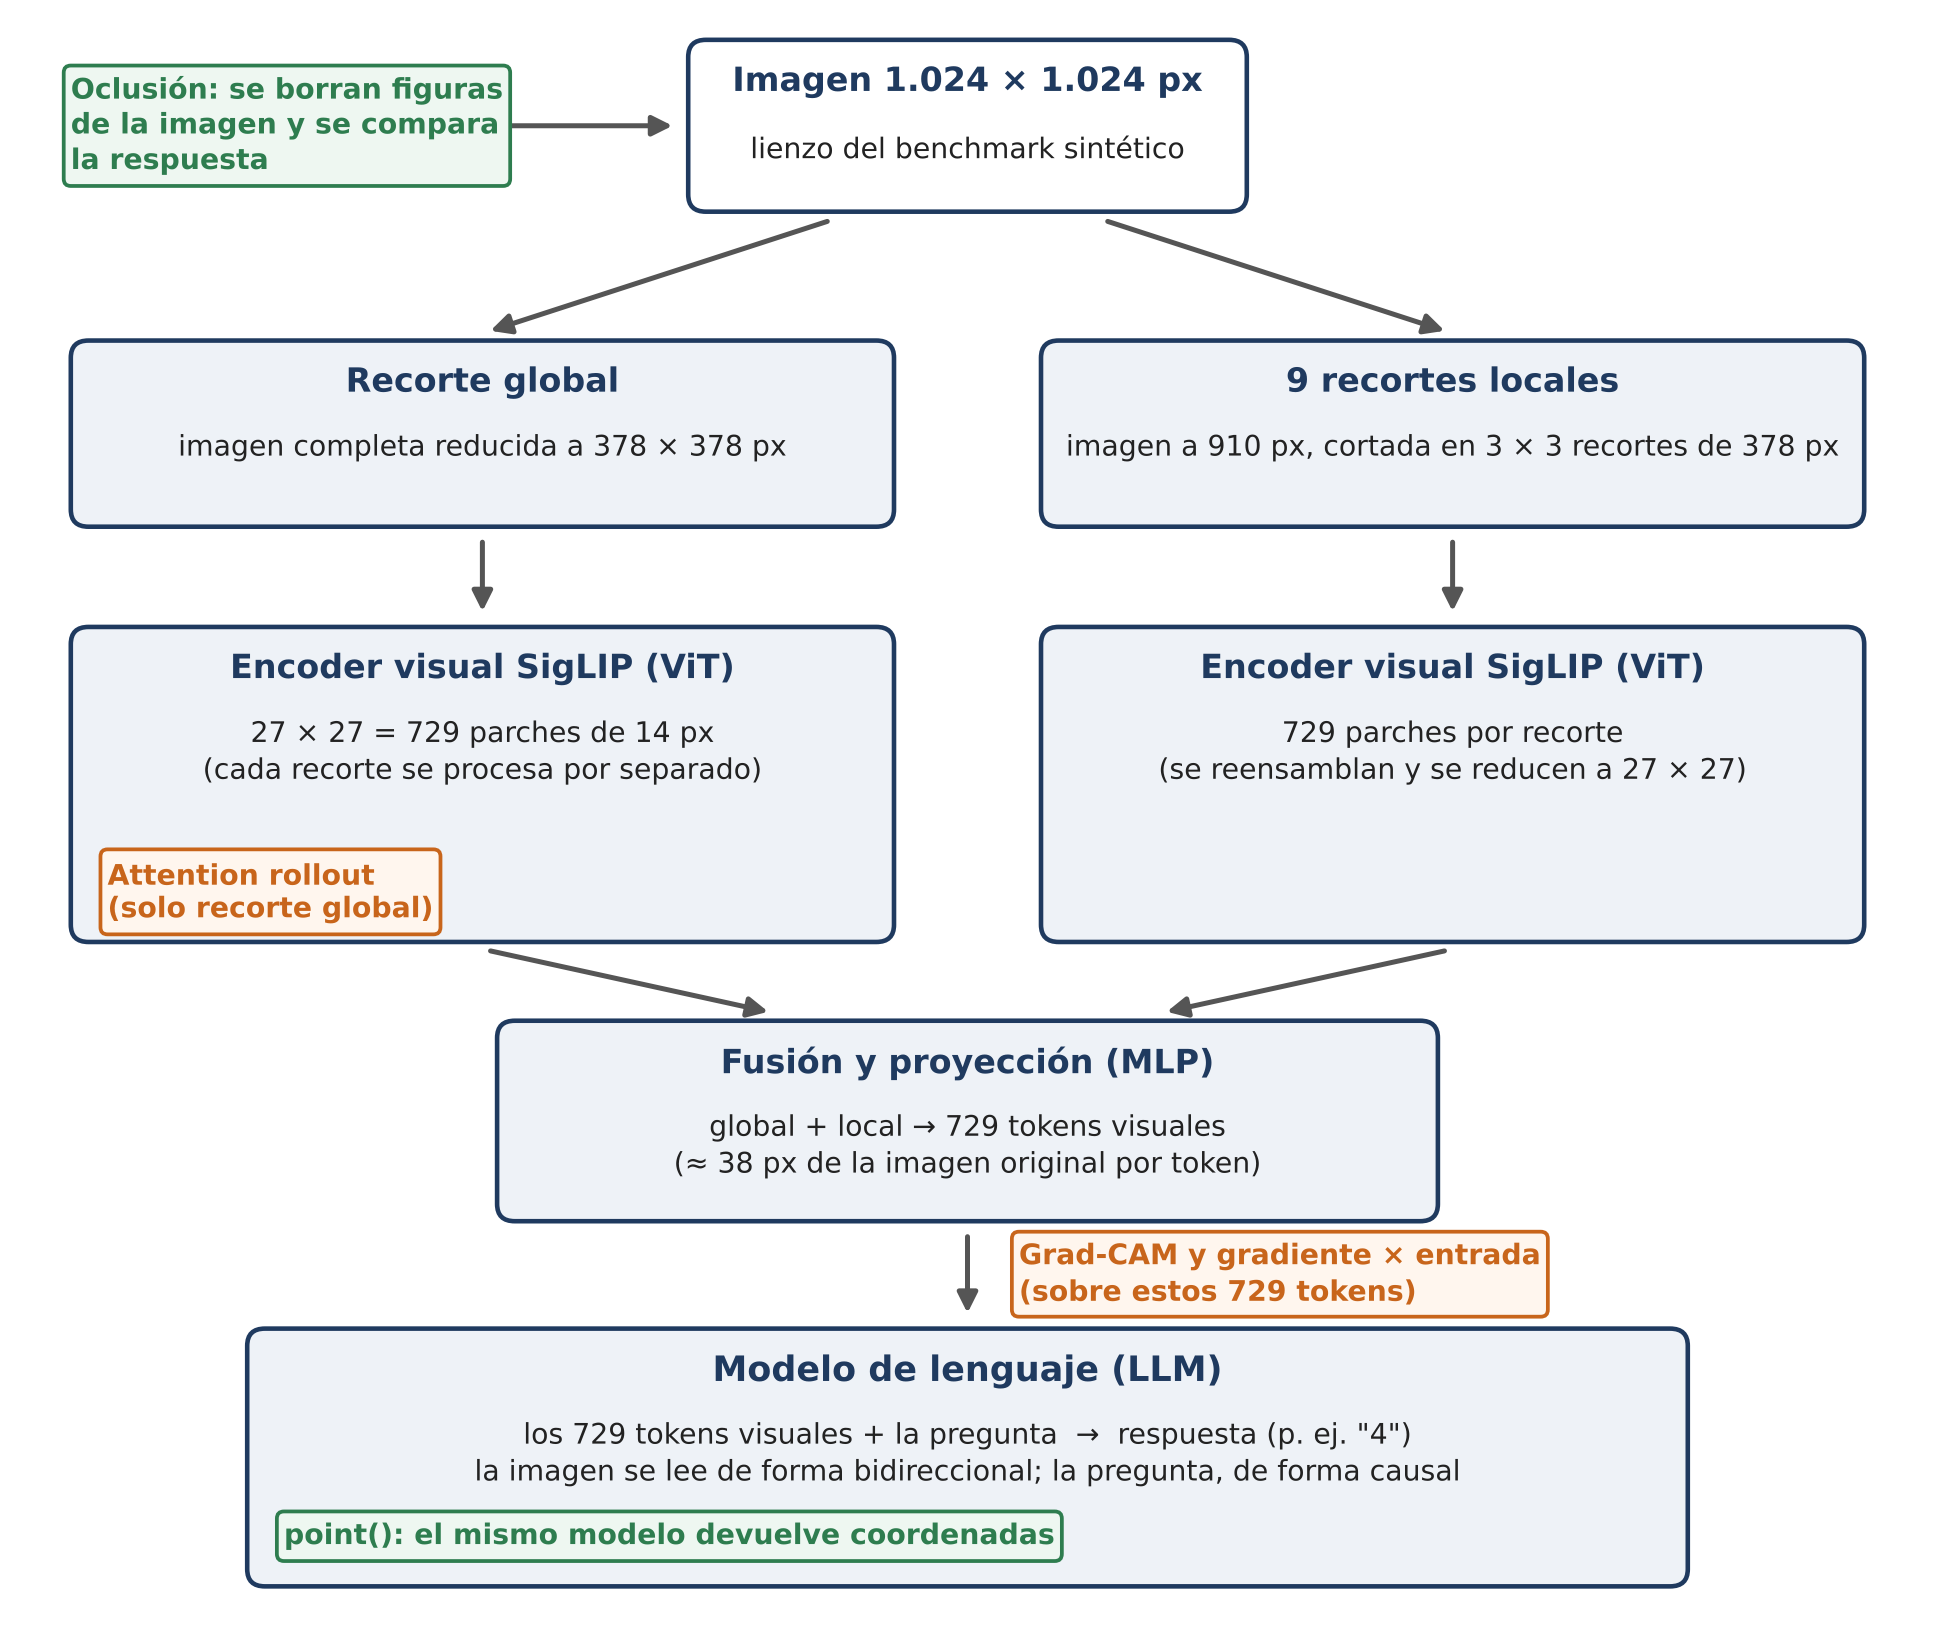 Oclusión: se borran figuras
de la imagen y se compara
la respuesta
Imagen 1.024 × 1.024 px
lienzo del benchmark sintético
Recorte global
imagen completa reducida a 378 × 378 px
9 recortes locales
imagen a 910 px, cortada en 3 × 3 recortes de 378 px
Encoder visual SigLIP (ViT)
27 × 27 = 729 parches de 14 px
(cada recorte se procesa por separado)
Attention rollout
(solo recorte global)
Encoder visual SigLIP (ViT)
729 parches por recorte
(se reensamblan y se reducen a 27 × 27)
Fusión y proyección (MLP)
global + local → 729 tokens visuales
(≈ 38 px de la imagen original por token)
Grad-CAM y gradiente × entrada
(sobre estos 729 tokens)
Modelo de lenguaje (LLM)
los 729 tokens visuales + la pregunta → respuesta (p. ej. "4")
la imagen se lee de forma bidireccional; la pregunta, de forma causal
point(): el mismo modelo devuelve coordenadas